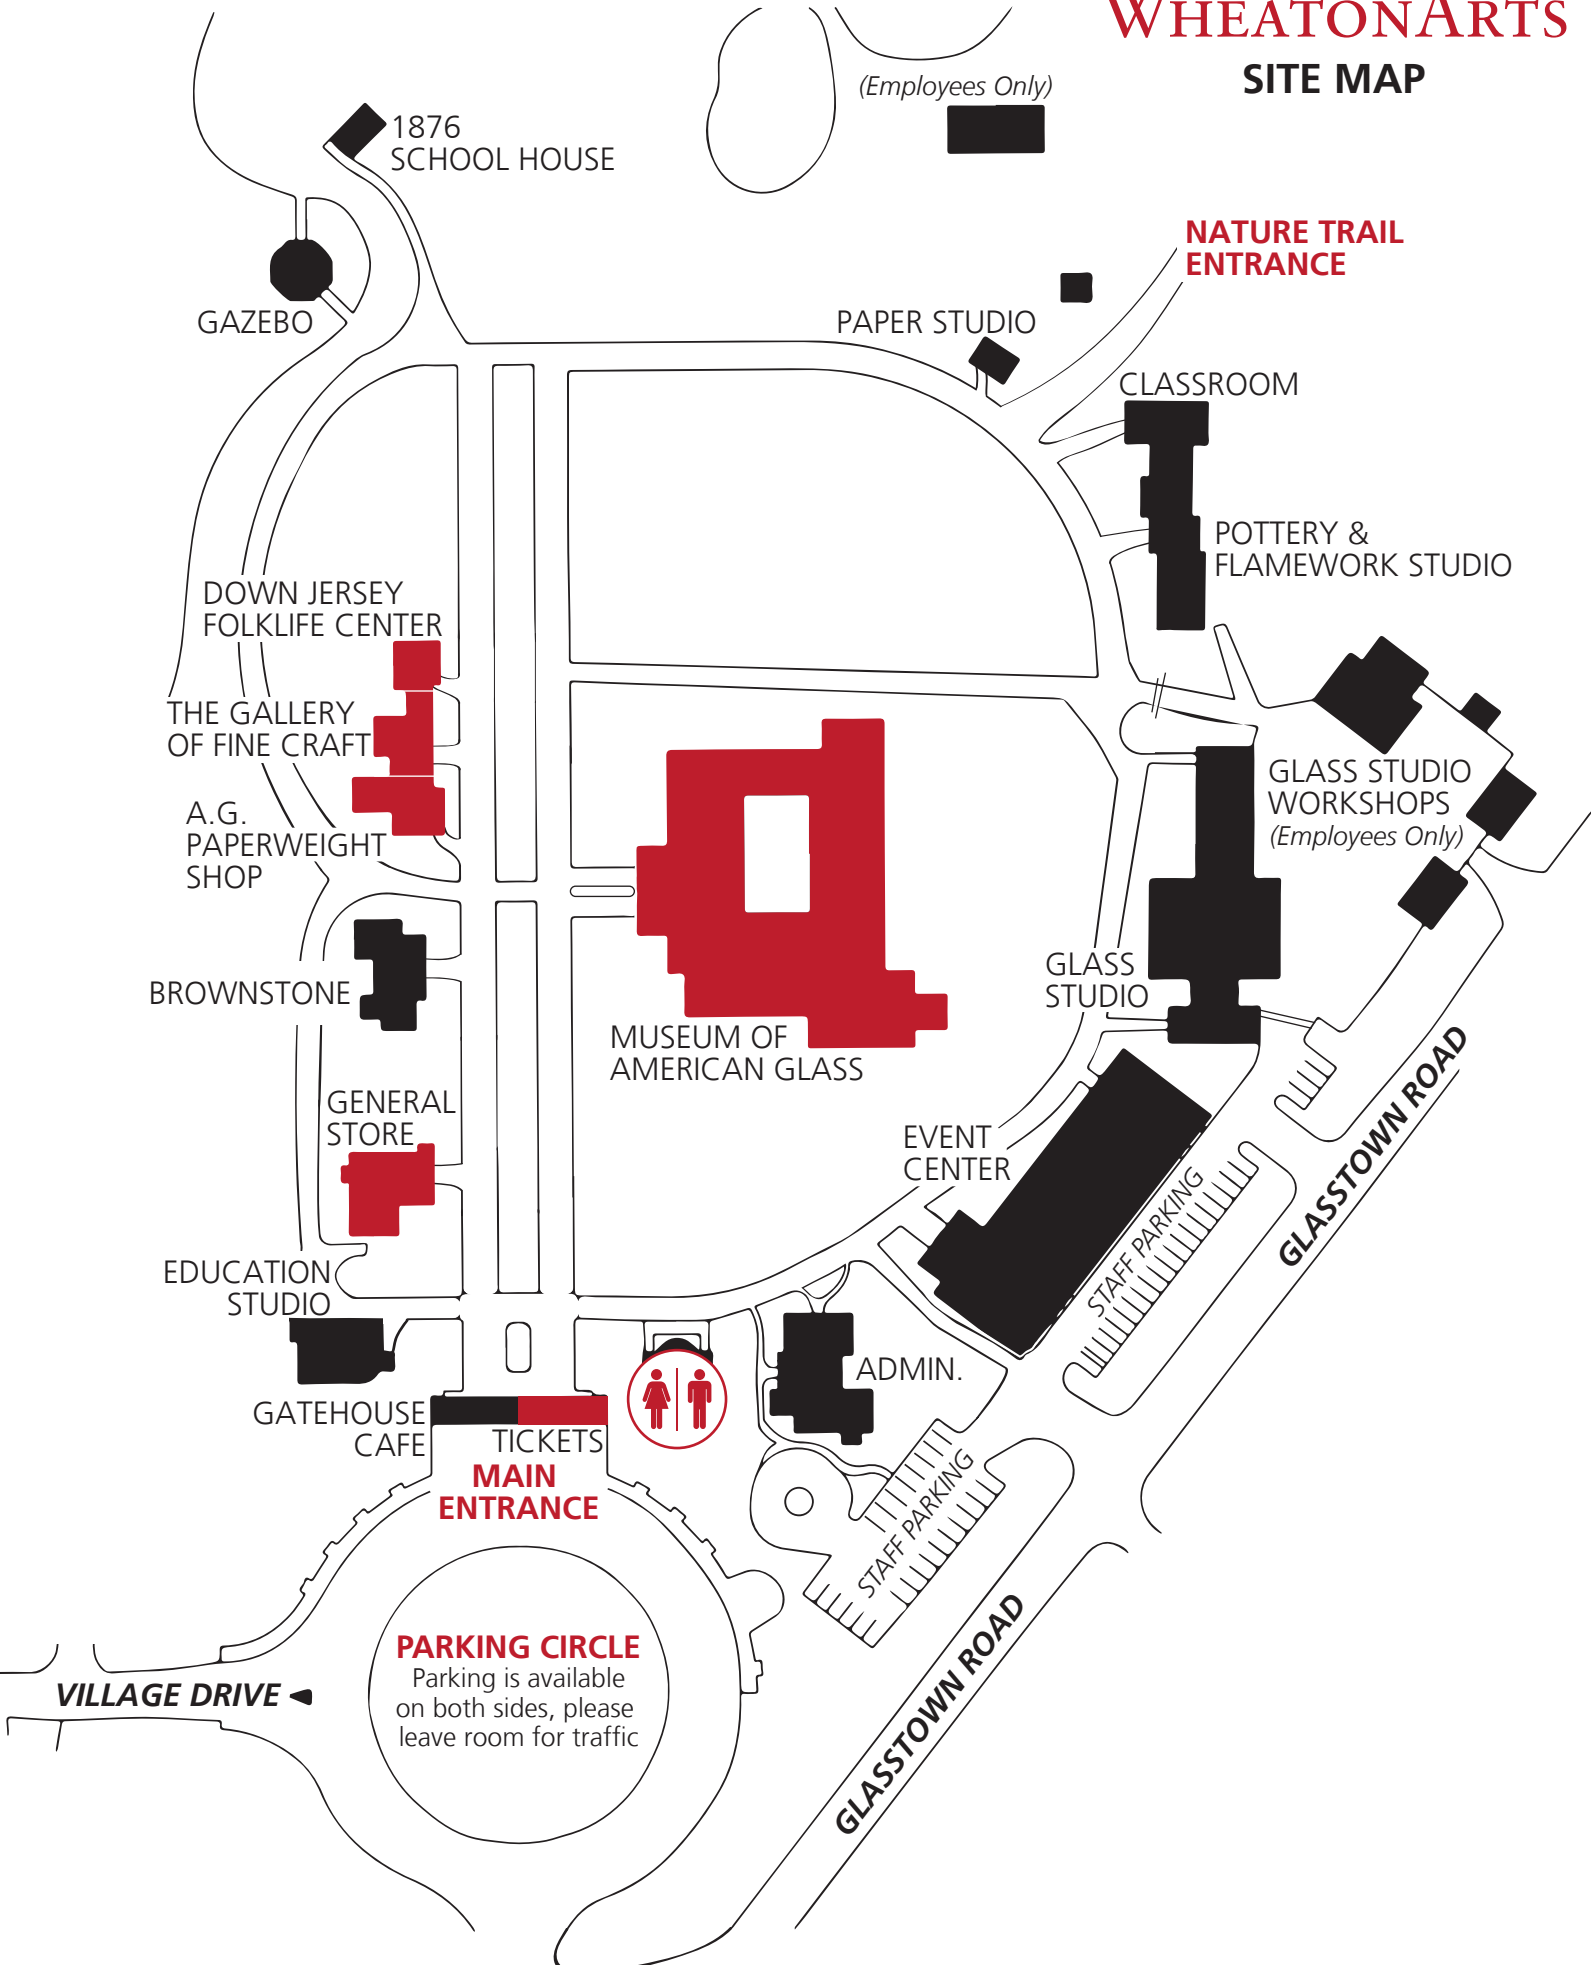 WHEATONARTS
SITE MAP
(Employees Only)
1876
SCHOOL HOUSE
NATURE TRAIL
ENTRANCE
GAZEBO
PAPER STUDIO
CLASSROOM
POTTERY &
FLAMEWORK STUDIO
DOWN JERSEY
FOLKLIFE CENTER
THE GALLERY
OF FINE CRAFT
GLASS STUDIO
WORKSHOPS
(Employees Only)
A.G.
PAPERWEIGHT
SHOP
GLASS
STUDIO
BROWNSTONE
MUSEUM OF
AMERICAN GLASS
GENERAL
STORE
EVENT
CENTER
GLASSTOWN ROAD
STAFF PARKING
EDUCATION
STUDIO
ADMIN.
GATEHOUSE
CAFE
TICKETS
MAIN
ENTRANCE
STAFF PARKING
PARKING CIRCLE
Parking is available
on both sides, please
leave room for traffic
VILLAGE DRIVE
GLASSTOWN ROAD